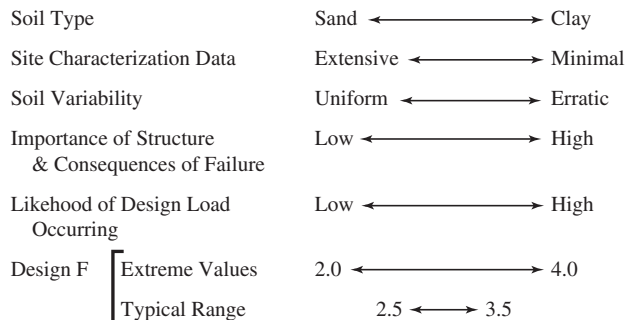 Soil Type Sand Clay
Site Characterization Data Extensive Minimal
Soil Variability Uniform Erratic
Importance of Structure Low High
& Consequences of Failure
Likehood of Design Load Low High
Occurring
Design F Extreme Values 2.0 4.0
Typical Range 2.5 3.5